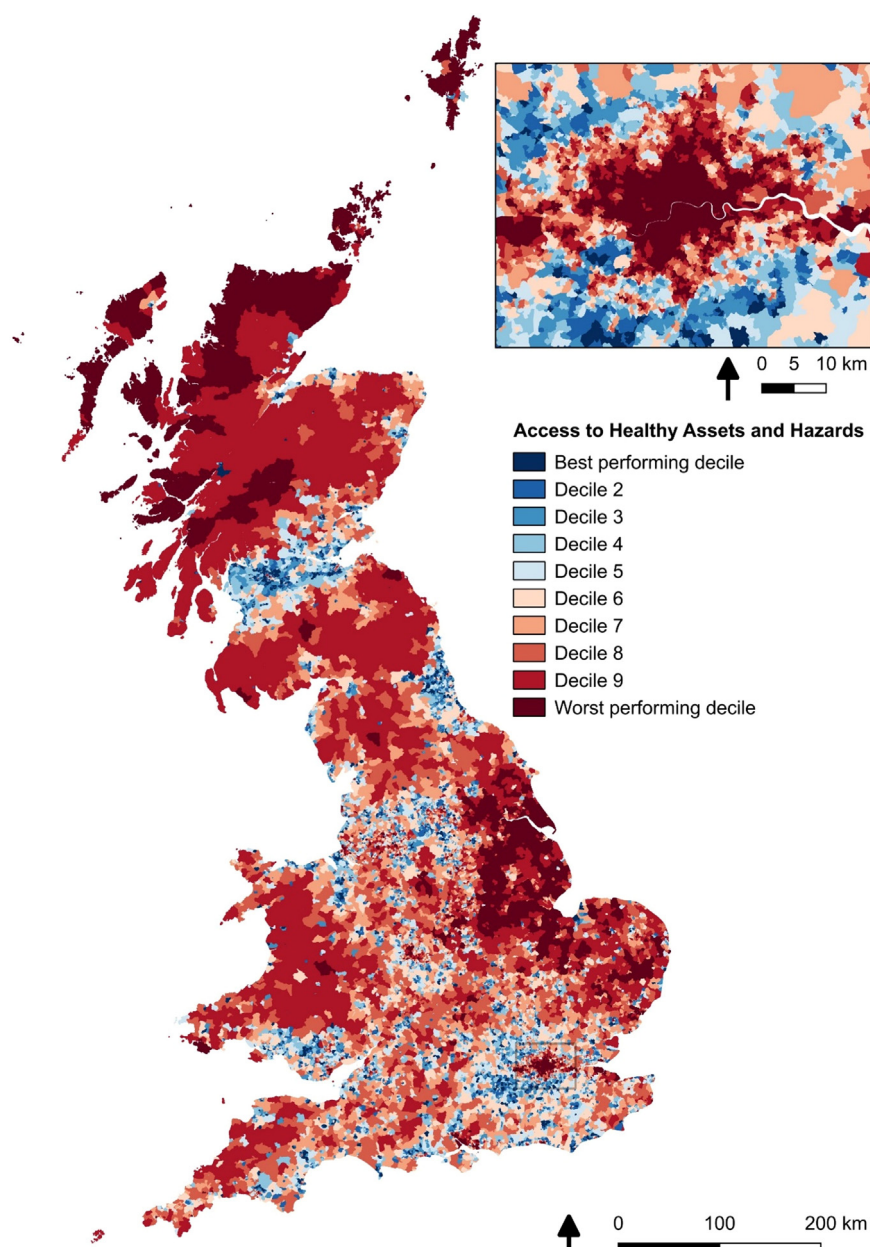 0 5 10 km
Access to Healthy Assets and Hazards
Best performing decile
Decile 2
Decile 3
Decile 4
Decile 5
Decile 6
Decile 7
Decile 8
Decile 9
Worst performing decile
0 100 200 km